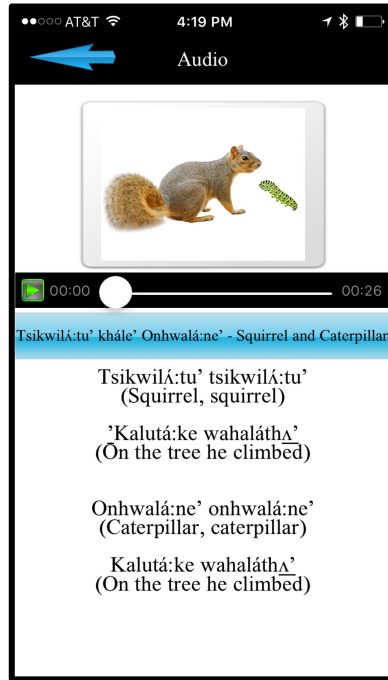 AT&T 4:19 PM
Audio
00:00 00:26
Tsikwilʌ́:tu’ khále’ Onhwalá:ne’ - Squirrel and Caterpillar
Tsikwilʌ́:tu’ tsikwilʌ́:tu’
(Squirrel, squirrel)
’Kalutá:ke wahaláthʌ̲’̲
(On the tree he climbed)
Onhwalá:ne’ onhwalá:ne’
(Caterpillar, caterpillar)
Kalutá:ke wahaláthʌ̲’̲
(On the tree he climbed)